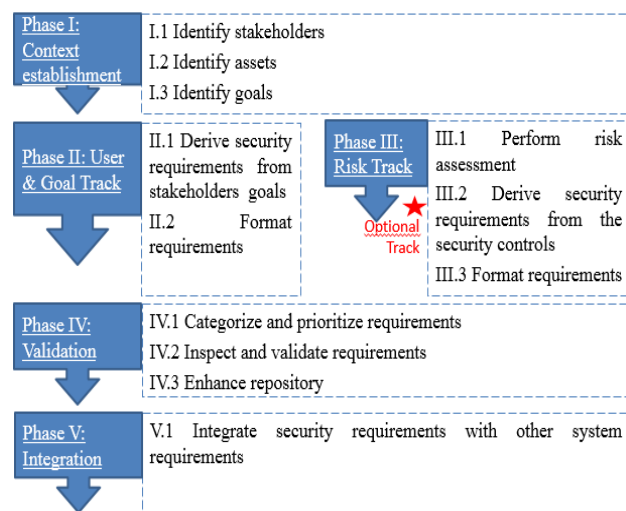 Phase I:
Context
establishment
I.1 Identify stakeholders
I.2 Identify assets
I.3 Identify goals
Phase II: User
& Goal Track
II.1 Derive security
requirements from
stakeholders goals
II.2 Format
requirements
Phase III:
Risk Track
Optional
Track
III.1 Perform risk
assessment
III.2 Derive security
requirements from the
security controls
III.3 Format requirements
Phase IV:
Validation
IV.1 Categorize and prioritize requirements
IV.2 Inspect and validate requirements
IV.3 Enhance repository
Phase V:
Integration
V.1 Integrate security requirements with other system
requirements